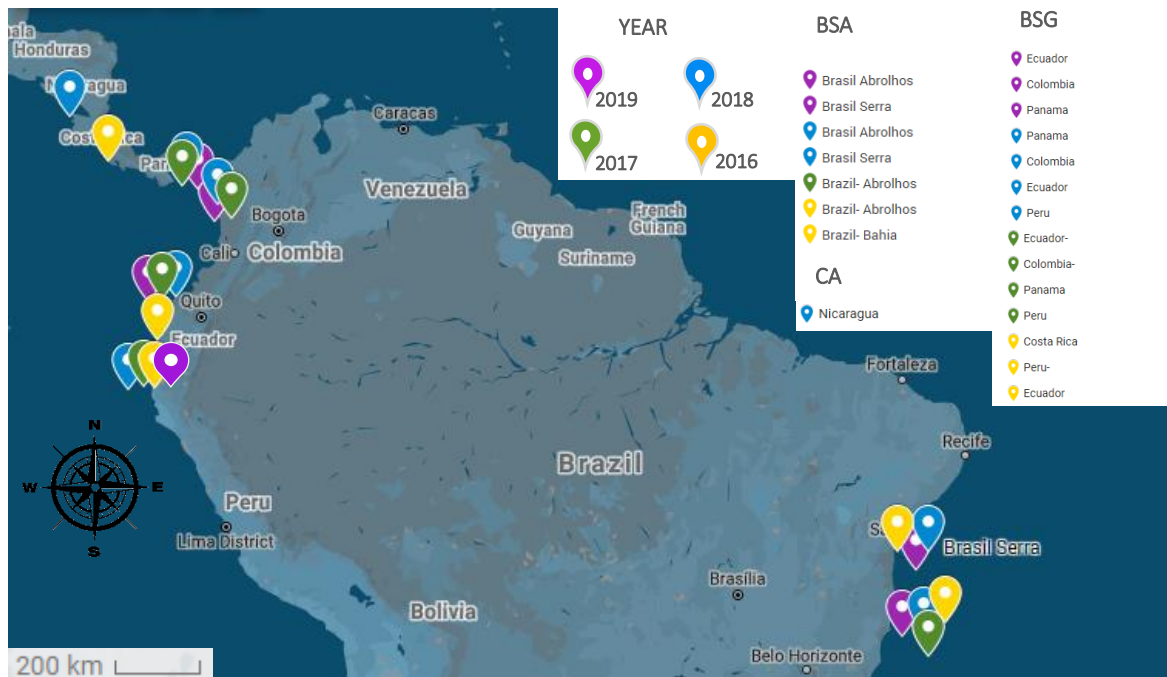 YEAR
2019
2018
2017
2016
BSA
Brasil Abrolhos
Brasil Serra
Brasil Abrolhos
Brasil Serra
Brazil- Abrolhos
Brazil- Abrolhos
Brazil- Bahia
CA
Nicaragua
BSG
Ecuador
Colombia
Panama
Panama
Colombia
Ecuador
Peru
Ecuador-
Colombia-
Panama
Peru
Costa Rica
Peru-
Ecuador
Honduras
Caracas
Venezuela
Bogota
Guyana
French
Guiana
Suriname
Cali
Colombia
Quito
Ecuador
Fortaleza
Recife
Brazil
N
W E
S
Peru
Lima District
Brasil Serra
Brasília
Bolivia
Belo Horizonte
200 km